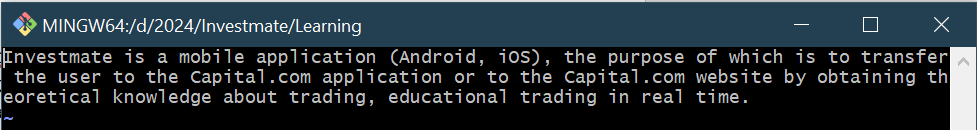 MINGW64:/d/2024/Investmate/Learning
Investmate is a mobile application (Android, iOS), the purpose of which is to transfer
 the user to the Capital.com application or to the Capital.com website by obtaining th
eoretical knowledge about trading, educational trading in real time.
~